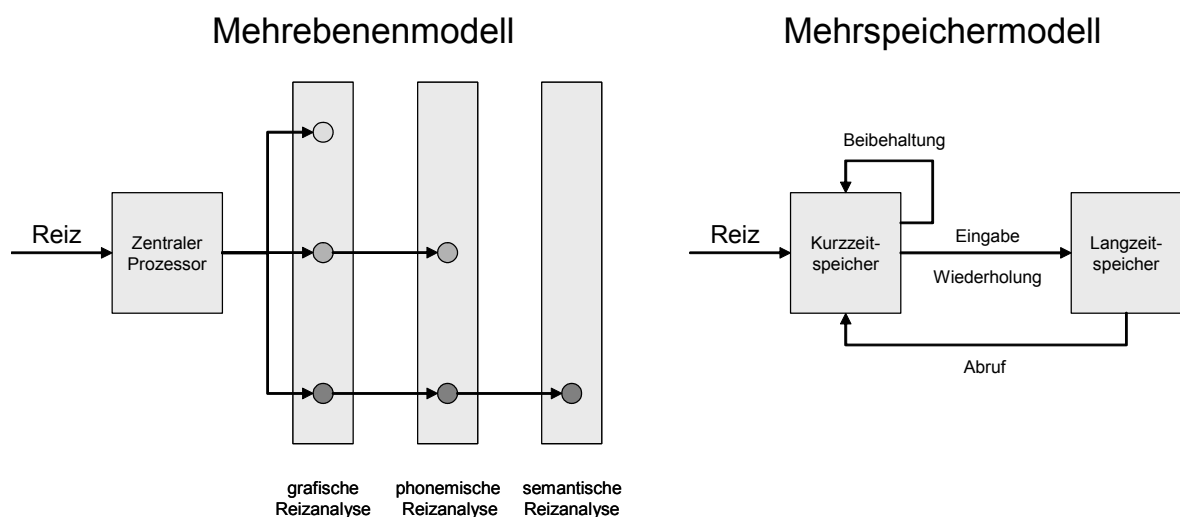 Mehrebenenmodell
Reiz
Zentraler
Prozessor
grafische
Reizanalyse
phonemische
Reizanalyse
semantische
Reizanalyse
Mehrspeichermodell
Beibehaltung
Reiz
Kurzzeit-
speicher
Eingabe
Wiederholung
Langzeit-
speicher
Abruf